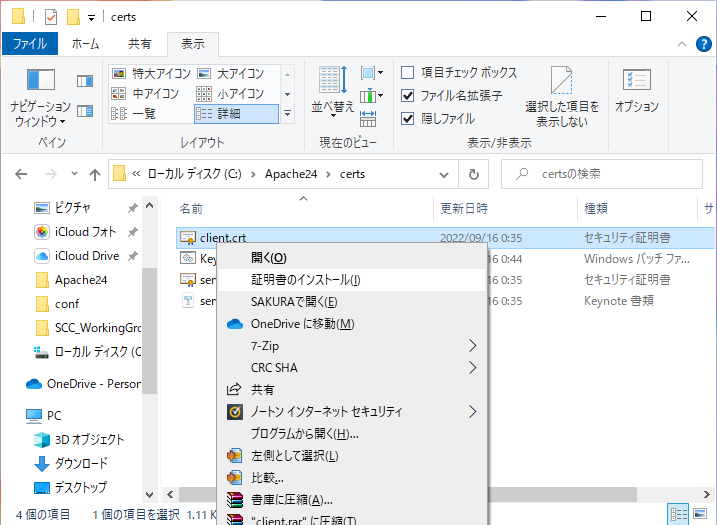 certs
ファイル ホーム 共有 表示
ナビゲーション ウィンドウ
特大アイコン 大アイコン
中アイコン 小アイコン
一覧 詳細
並べ替え
項目チェック ボックス
ファイル名拡張子
隠しファイル
選択した項目を 表示しない
オプション
ペイン レイアウト 現在のビュー 表示/非表示
ローカル ディスク (C:) Apache24 certs
certsの検索
名前 更新日時 種類 サ
ピクチャ
iCloud フォト
iCloud Drive
Apache24
conf
SCC_WorkingGro
ローカル ディスク (C
OneDrive - Person
PC
3D オブジェクト
ダウンロード
デスクトップ
client.crt 2022/09/16 0:35 セキュリティ証明書
Key 16 0:44 Windows バッチ ファ...
ser 16 0:35 セキュリティ証明書
ser 16 0:35 Keynote 書類
開く(O)
証明書のインストール(I)
SAKURAで開く(E)
OneDrive に移動(M)
7-Zip
CRC SHA
共有
ノートン インターネット セキュリティ
プログラムから開く(H)...
左側として選択(L)
比較...
書庫に圧縮(A)...
"client.rar" に圧縮(T)
4 個の項目 1 個の項目を選択 1.11 K